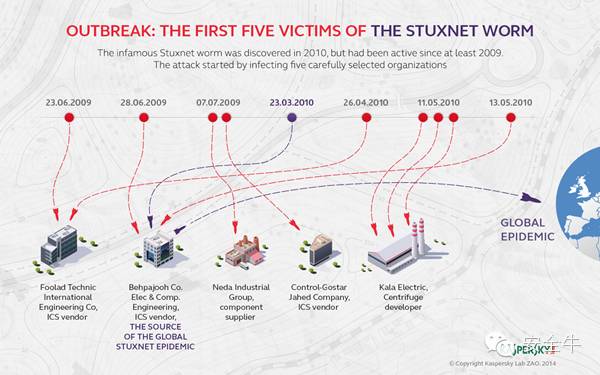 OUTBREAK: THE FIRST FIVE VICTIMS OF THE STUXNET WORM
The infamous Stuxnet worm was discovered in 2010, but had been active since at least 2009.
The attack started by infecting five carefully selected organizations
23.06.2009 28.06.2009 07.07.2009 23.03.2010 26.04.2010 11.05.2010 13.05.2010
GLOBAL
EPIDEMIC
Foolad Technic
International
Engineering Co,
ICS vendor
Behpajooh Co.
Elec & Comp.
Engineering,
ICS vendor,
THE SOURCE
OF THE GLOBAL
STUXNET EPIDEMIC
Neda Industrial
Group,
component
supplier
Control-Gostar
Jahed Company,
ICS vendor
Kala Electric,
Centrifuge
developer
安全牛
© Copyright Kaspersky Lab ZAO. 2014